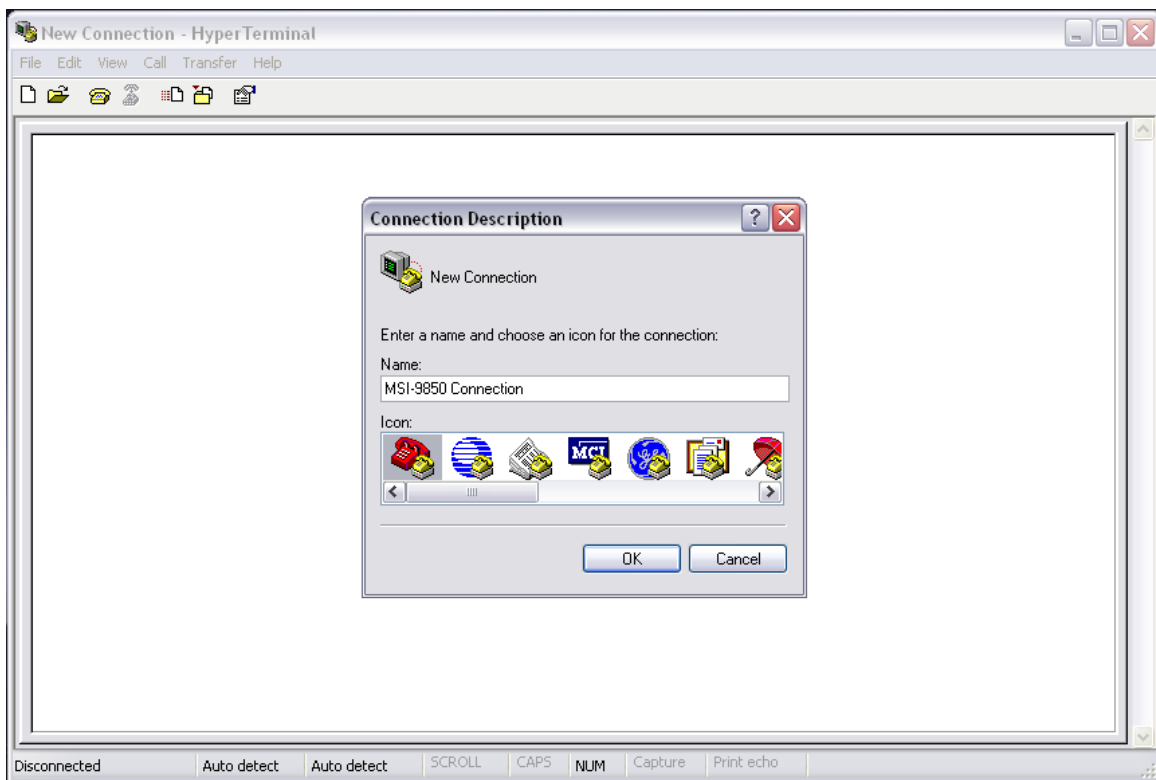 New Connection - HyperTerminal
File Edit View Call Transfer Help
Connection Description
New Connection
Enter a name and choose an icon for the connection:
Name:
MSI-9850 Connection
Icon:
MCI
OK Cancel
Disconnected Auto detect Auto detect SCROLL CAPS NUM Capture Print echo